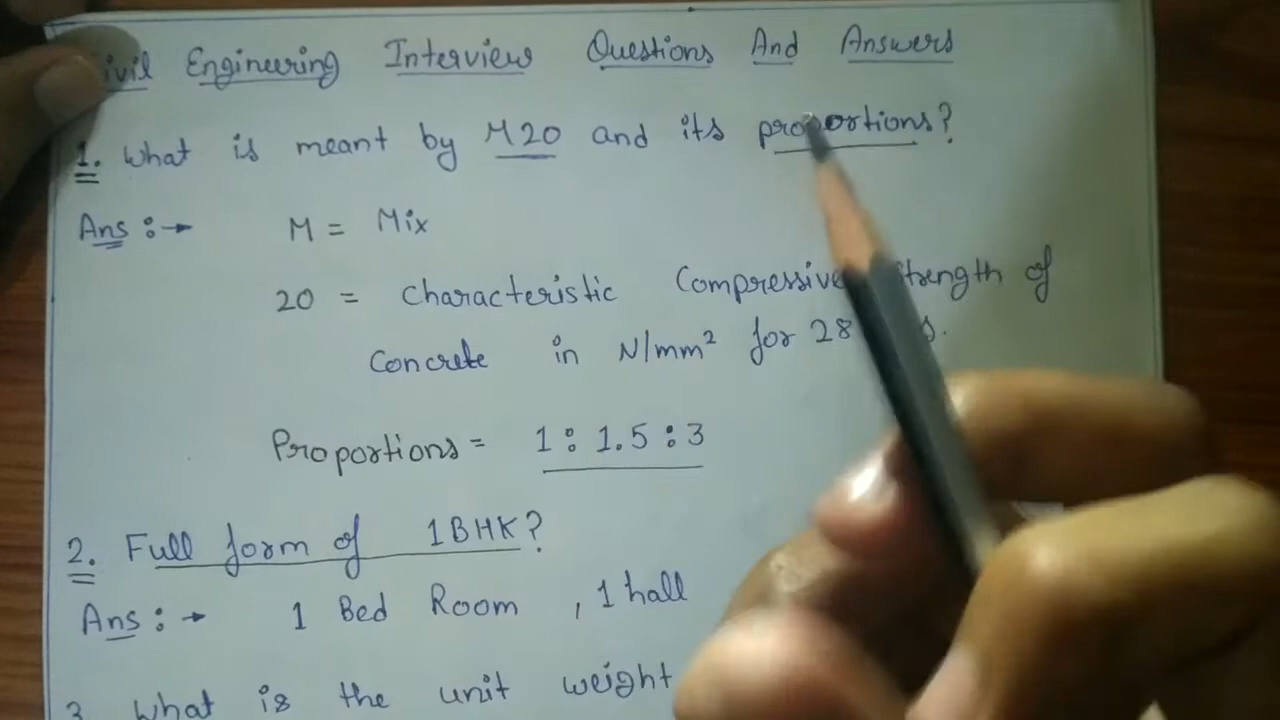 Civil Engineering Interview Questions And Answers
1. What is meant by M20 and its proportions?
Ans :→ M = Mix
20 = Characteristic Compressive Strength of
Concrete in N/mm² for 28
Proportions = 1 : 1.5 : 3
2. Full form of 1BHK?
Ans :→ 1 Bed Room , 1 hall
3. What is the unit weight